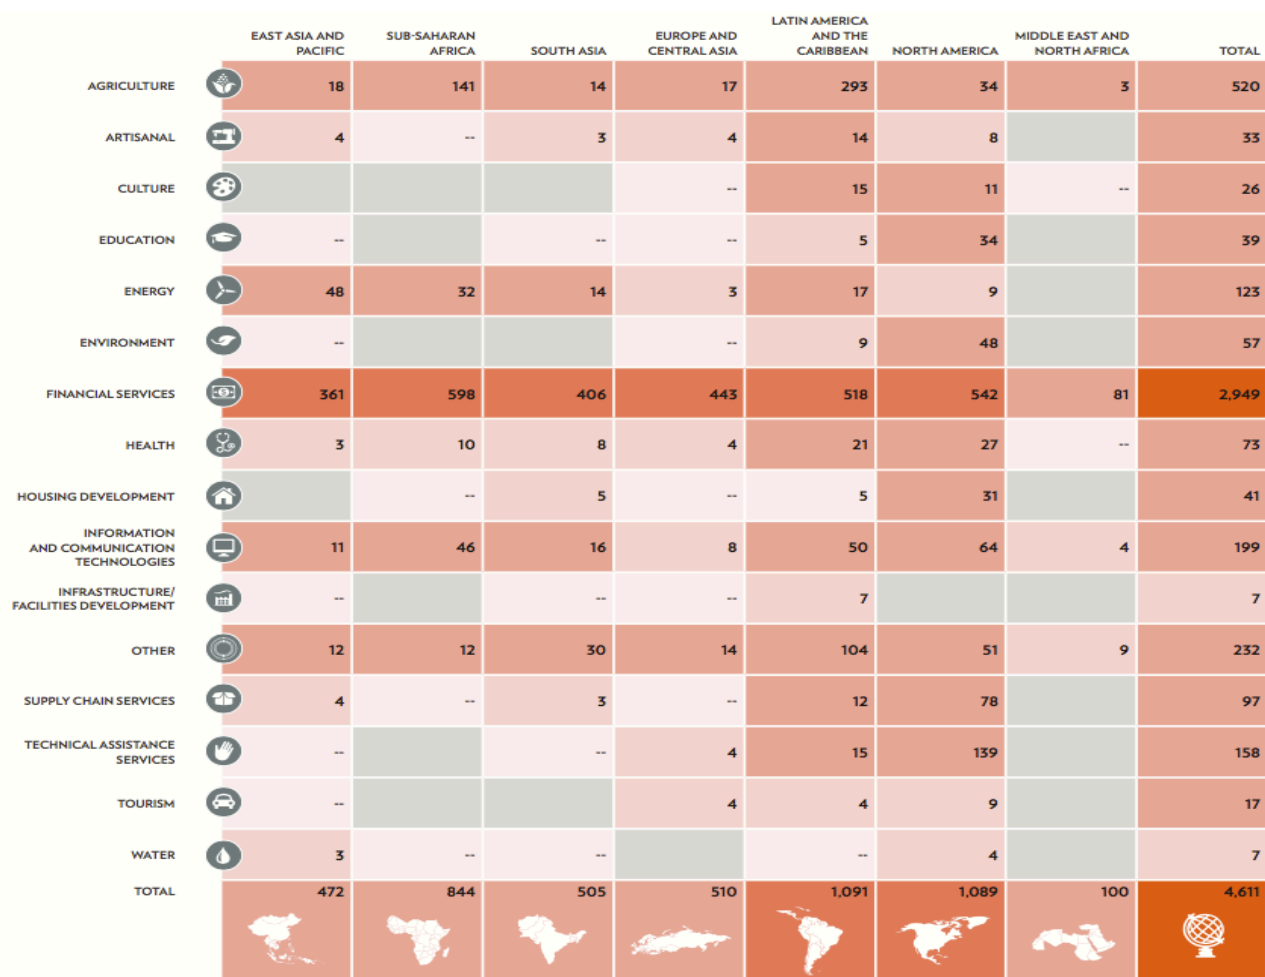 EAST ASIA AND PACIFIC SUB-SAHARAN AFRICA SOUTH ASIA EUROPE AND CENTRAL ASIA LATIN AMERICA AND THE CARIBBEAN NORTH AMERICA MIDDLE EAST AND NORTH AFRICA TOTAL
AGRICULTURE 18 141 14 17 293 34 3 520
ARTISANAL 4 -- 3 4 14 8 33
CULTURE -- 15 11 -- 26
EDUCATION -- -- -- 5 34 39
ENERGY 48 32 14 3 17 9 123
ENVIRONMENT -- -- 9 48 57
FINANCIAL SERVICES 361 598 406 443 518 542 81 2,949
HEALTH 3 10 8 4 21 27 -- 73
HOUSING DEVELOPMENT -- 5 -- 5 31 41
INFORMATION AND COMMUNICATION TECHNOLOGIES 11 46 16 8 50 64 4 199
INFRASTRUCTURE/ FACILITIES DEVELOPMENT -- -- -- 7 7
OTHER 12 12 30 14 104 51 9 232
SUPPLY CHAIN SERVICES 4 -- 3 -- 12 78 97
TECHNICAL ASSISTANCE SERVICES -- -- 4 15 139 158
TOURISM -- 4 4 9 17
WATER 3 -- -- -- 4 7
TOTAL 472 844 505 510 1,091 1,089 100 4,611